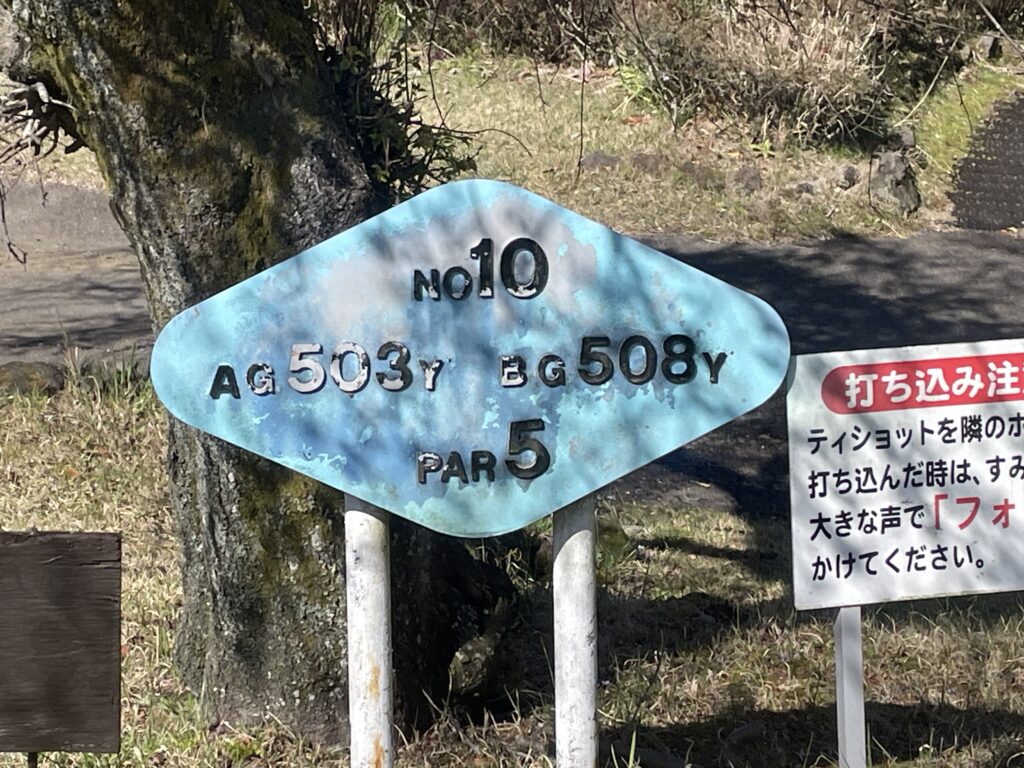 NO10
AG503Y BG508Y
PAR5
打ち込み注
ティショットを隣のホ
打ち込んだ時は、すみ
大きな声で「フォ
かけてください。